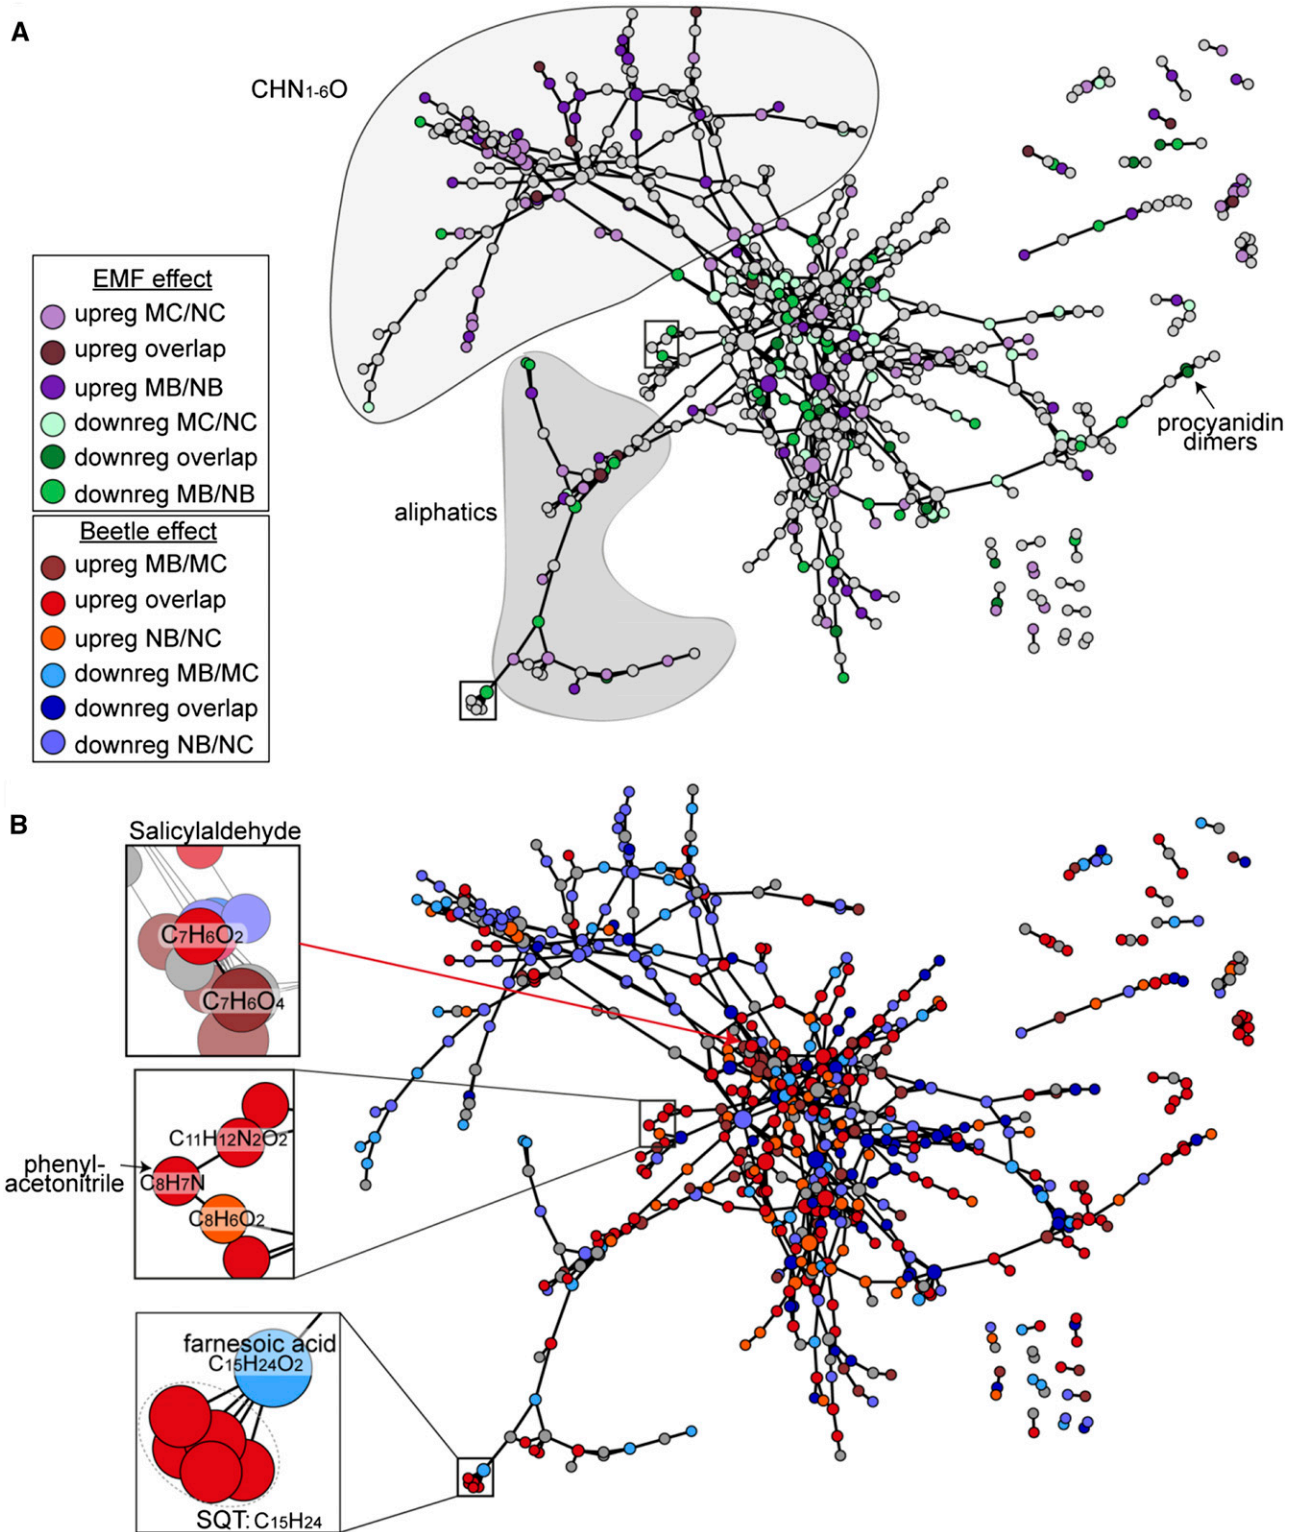 A
CHN1-6O
EMF effect
upreg MC/NC
upreg overlap
upreg MB/NB
downreg MC/NC
downreg overlap
downreg MB/NB
Beetle effect
upreg MB/MC
upreg overlap
upreg NB/NC
downreg MB/MC
downreg overlap
downreg NB/NC
aliphatics
procyanidin
dimers
B
Salicylaldehyde
C7H6O2
C7H6O4
C11H12N2O2
phenyl-
acetonitrile
C8H7N
C8H6O2
farnesoic acid
C15H24O2
SQT: C15H24